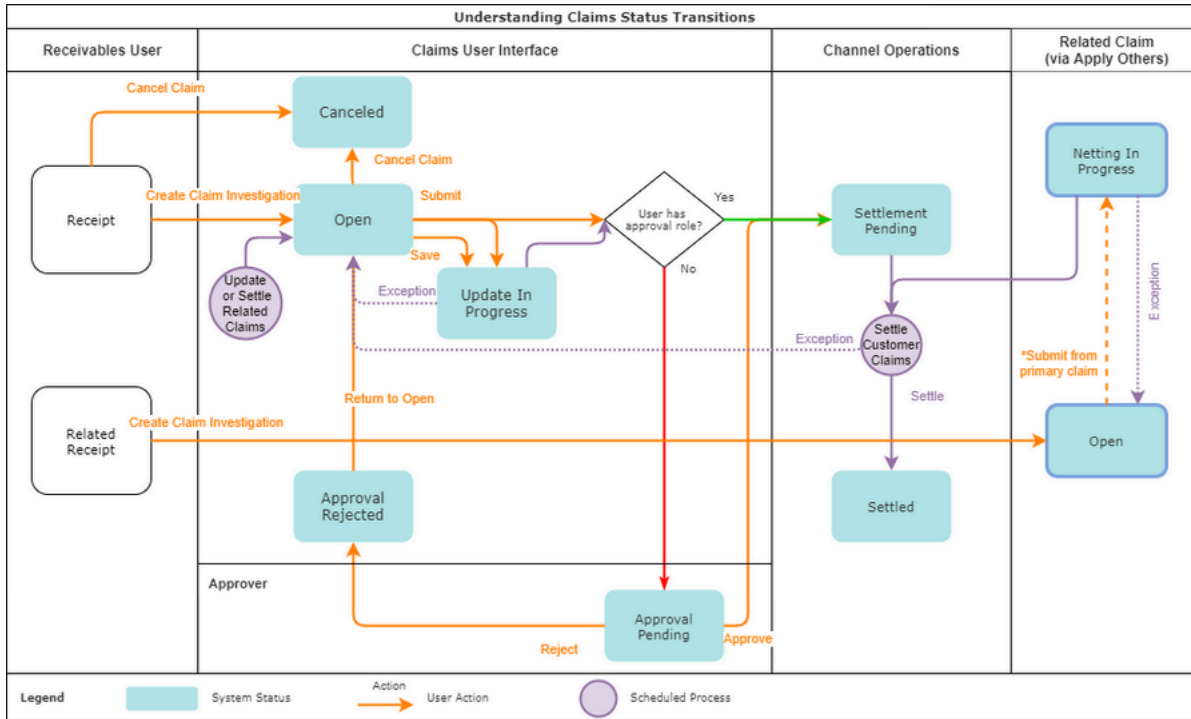 Understanding Claims Status Transitions
Receivables User
Claims User Interface
Channel Operations
Related Claim
(via Apply Others)
Cancel Claim
Canceled
Cancel Claim
Receipt
Create Claim Investigation
Open
Submit
Save
User has
approval role?
Yes
No
Settlement
Pending
Netting In
Progress
Update
or Settle
Related
Claims
Exception
Update In
Progress
Exception
Settle
Customer
Claims
E xception
*Submit from
primary claim
Related
Receipt
Create Claim Investigation
Return to Open
Settle
Open
Approval
Rejected
Settled
Approver
Reject
Approval
Pending
Approve
Legend
System Status
Action
User Action
Scheduled Process